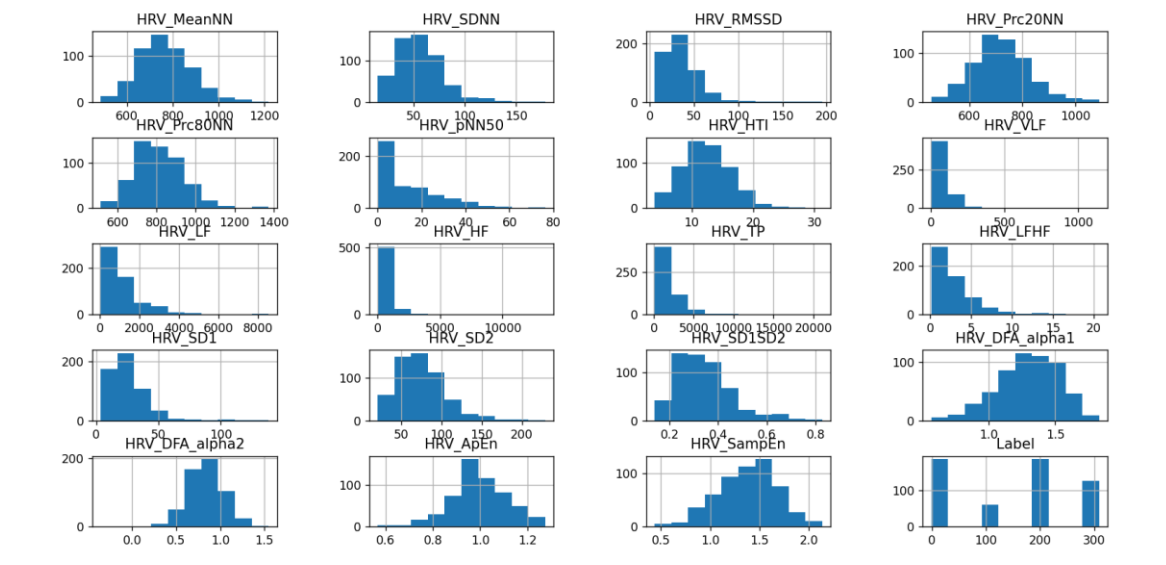 HRV_MeanNN HRV_SDNN HRV_RMSSD HRV_Prc20NN
100 100 200 100
0 0 0 0
600 800 1000 1200 50 100 150 0 50 100 150 200 600 800 1000
HRV_Prc80NN HRV_pNN50 HRV_HTI HRV_VLF
100 200 100 250
0 0 0 0
600 800 1000 1200 1400 0 20 40 60 80 10 20 30 0 500 1000
HRV_LF HRV_HF HRV_TP HRV_LFHF
200 500 250 200
0 0 0 0
0 2000 4000 6000 8000 0 5000 10000 0 5000 10000 15000 20000 0 5 10 15 20
HRV_SD1 HRV_SD2 HRV_SD1SD2 HRV_DFA_alpha1
200 100 100 100
0 0 0 0
0 50 100 50 100 150 200 0.2 0.4 0.6 0.8 1.0 1.5
HRV_DFA_alpha2 HRV_ApEn HRV_SampEn Label
200 100 100 100
0 0 0 0
0.0 0.5 1.0 1.5 0.6 0.8 1.0 1.2 0.5 1.0 1.5 2.0 0 100 200 300